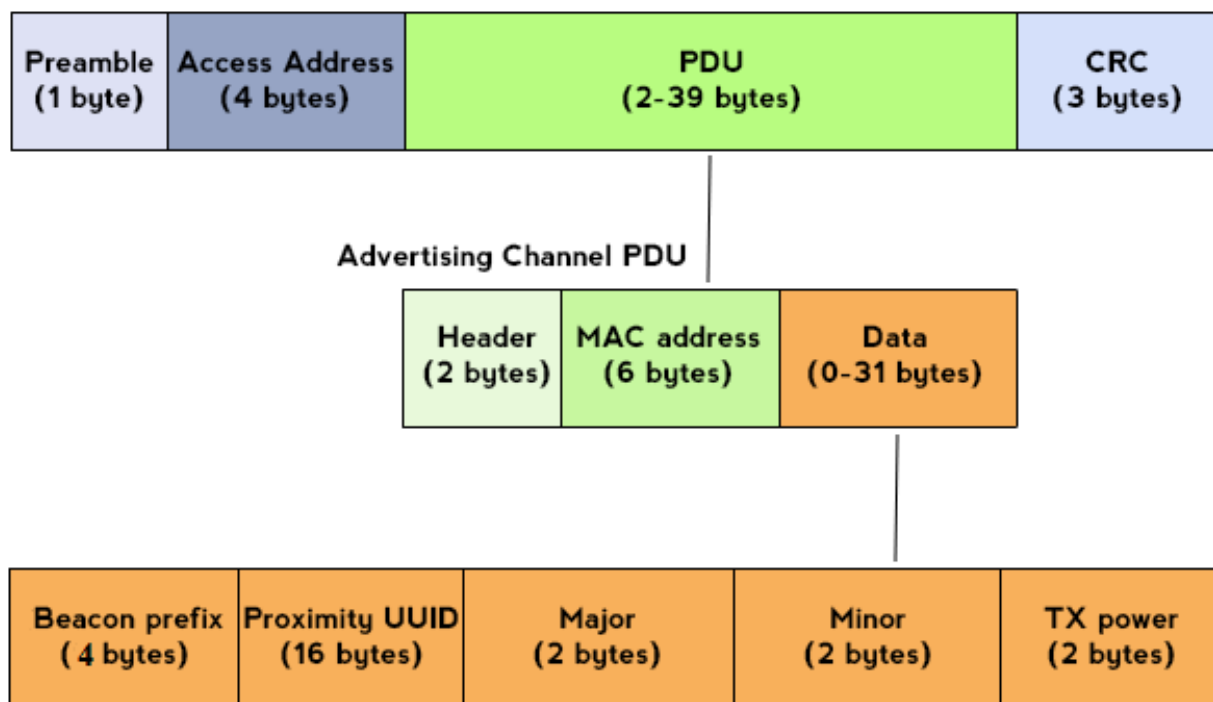 Preamble
(1 byte)
Access Address
(4 bytes)
PDU
(2-39 bytes)
CRC
(3 bytes)
Advertising Channel PDU
Header
(2 bytes)
MAC address
(6 bytes)
Data
(0-31 bytes)
Beacon prefix
(4 bytes)
Proximity UUID
(16 bytes)
Major
(2 bytes)
Minor
(2 bytes)
TX power
(2 bytes)